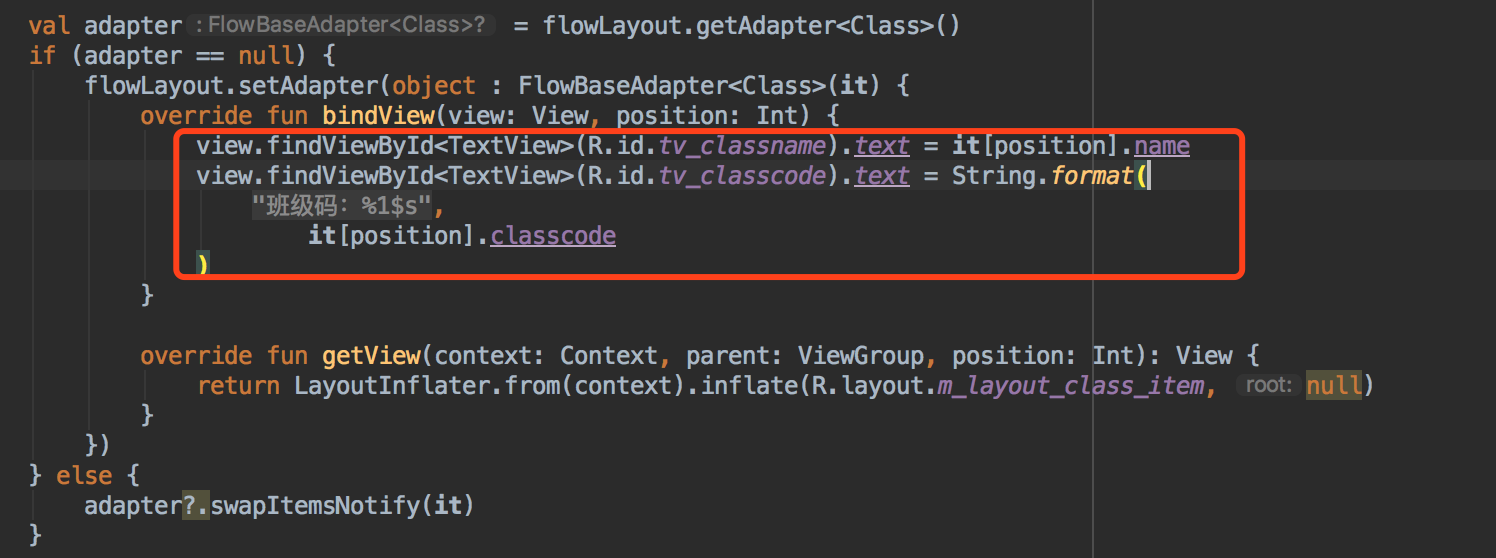 val adapter : FlowBaseAdapter<Class>? = flowLayout.getAdapter<Class>()
if (adapter == null) {
    flowLayout.setAdapter(object : FlowBaseAdapter<Class>(it) {
        override fun bindView(view: View, position: Int) {
            view.findViewById<TextView>(R.id.tv_classname).text = it[position].name
            view.findViewById<TextView>(R.id.tv_classcode).text = String.format(
                "班级码：%1$s",
                    it[position].classcode
            )
        }

        override fun getView(context: Context, parent: ViewGroup, position: Int): View {
            return LayoutInflater.from(context).inflate(R.layout.m_layout_class_item, root: null)
        }
    })
} else {
    adapter?.swapItemsNotify(it)
}